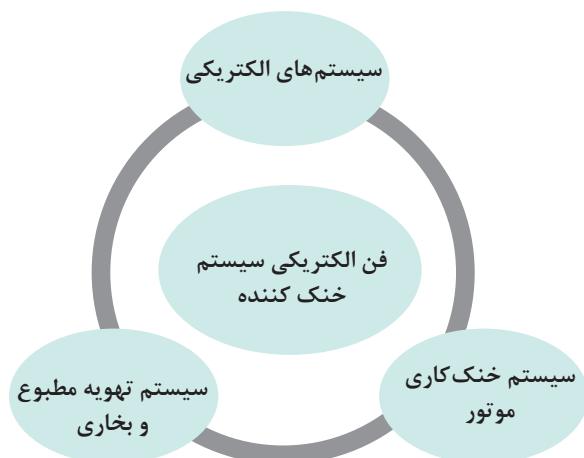 سیستم‌های الکتریکی
فن الکتریکی سیستم
خنک کننده
سیستم خنک‌کاری
موتور
سیستم تهویه مطبوع
و بخاری